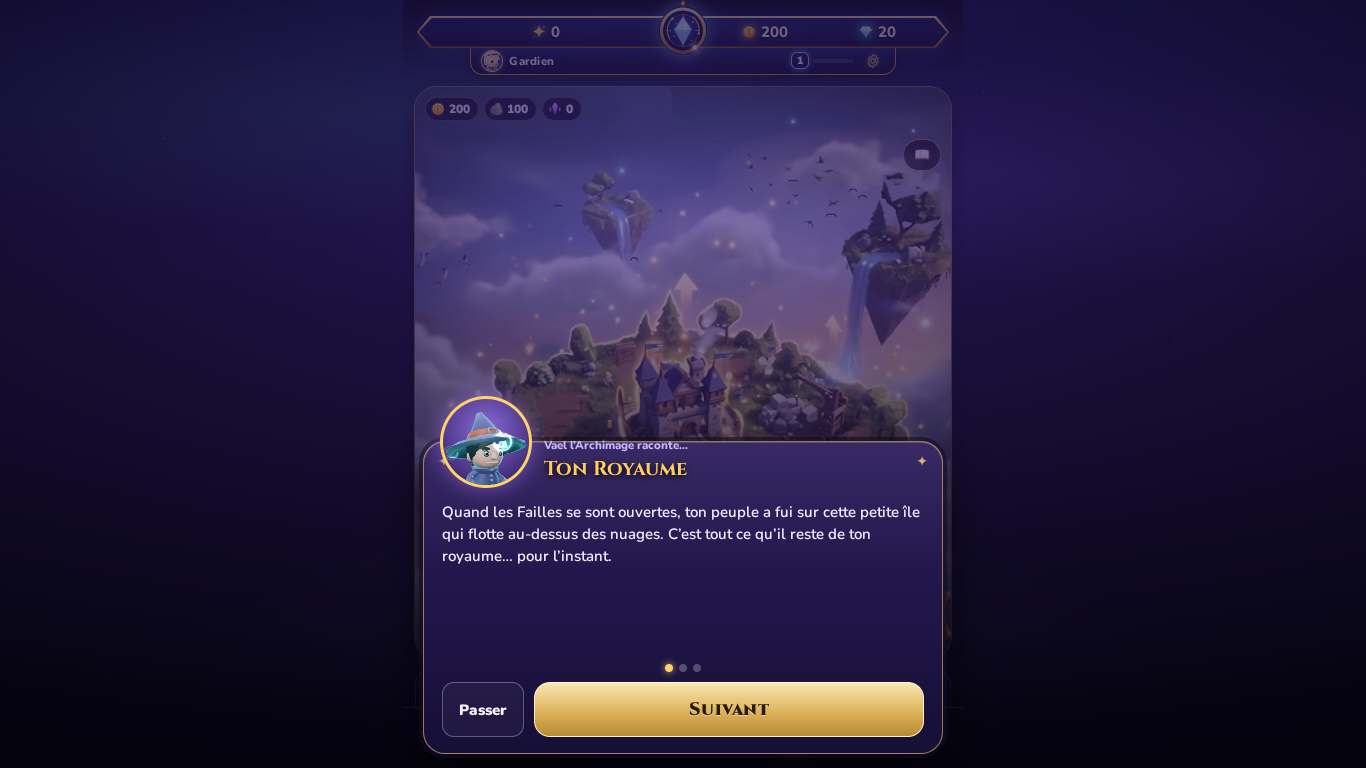 0
200
20
Gardien
1
200
100
0
Vael l'Archimage raconte...
Ton Royaume
Quand les Failles se sont ouvertes, ton peuple a fui sur cette petite île
qui flotte au-dessus des nuages. C'est tout ce qu'il reste de ton
royaume... pour l'instant.
Passer
Suivant